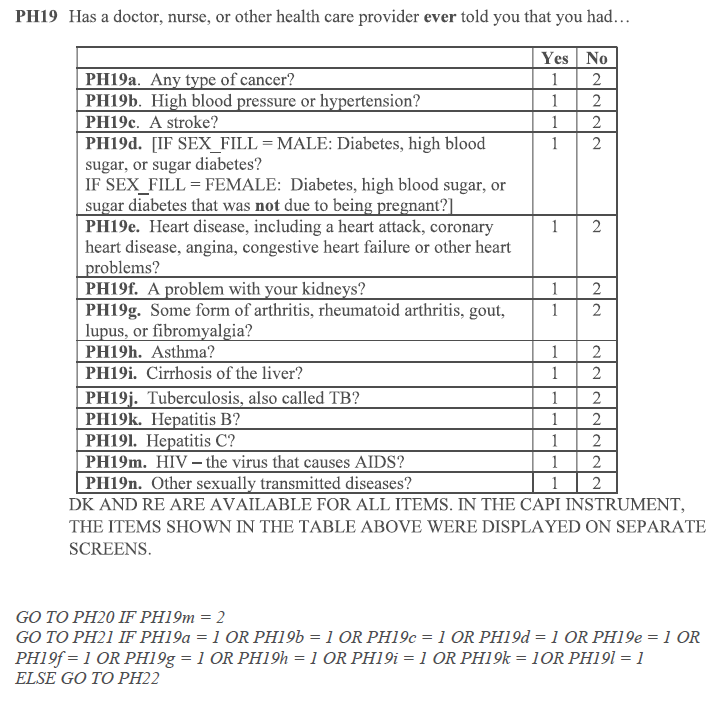 PH19 Has a doctor, nurse, or other health care provider ever told you that you had…
Yes No
PH19a. Any type of cancer? 1 2
PH19b. High blood pressure or hypertension? 1 2
PH19c. A stroke? 1 2
PH19d. [IF SEX_FILL = MALE: Diabetes, high blood 1 2
sugar, or sugar diabetes?
IF SEX_FILL = FEMALE: Diabetes, high blood sugar, or
sugar diabetes that was not due to being pregnant?]
PH19e. Heart disease, including a heart attack, coronary 1 2
heart disease, angina, congestive heart failure or other heart
problems?
PH19f. A problem with your kidneys? 1 2
PH19g. Some form of arthritis, rheumatoid arthritis, gout, 1 2
lupus, or fibromyalgia?
PH19h. Asthma? 1 2
PH19i. Cirrhosis of the liver? 1 2
PH19j. Tuberculosis, also called TB? 1 2
PH19k. Hepatitis B? 1 2
PH19l. Hepatitis C? 1 2
PH19m. HIV – the virus that causes AIDS? 1 2
PH19n. Other sexually transmitted diseases? 1 2
DK AND RE ARE AVAILABLE FOR ALL ITEMS. IN THE CAPI INSTRUMENT,
THE ITEMS SHOWN IN THE TABLE ABOVE WERE DISPLAYED ON SEPARATE
SCREENS.
GO TO PH20 IF PH19m = 2
GO TO PH21 IF PH19a = 1 OR PH19b = 1 OR PH19c = 1 OR PH19d = 1 OR PH19e = 1 OR
PH19f = 1 OR PH19g = 1 OR PH19h = 1 OR PH19i = 1 OR PH19k = 1OR PH19l = 1
ELSE GO TO PH22